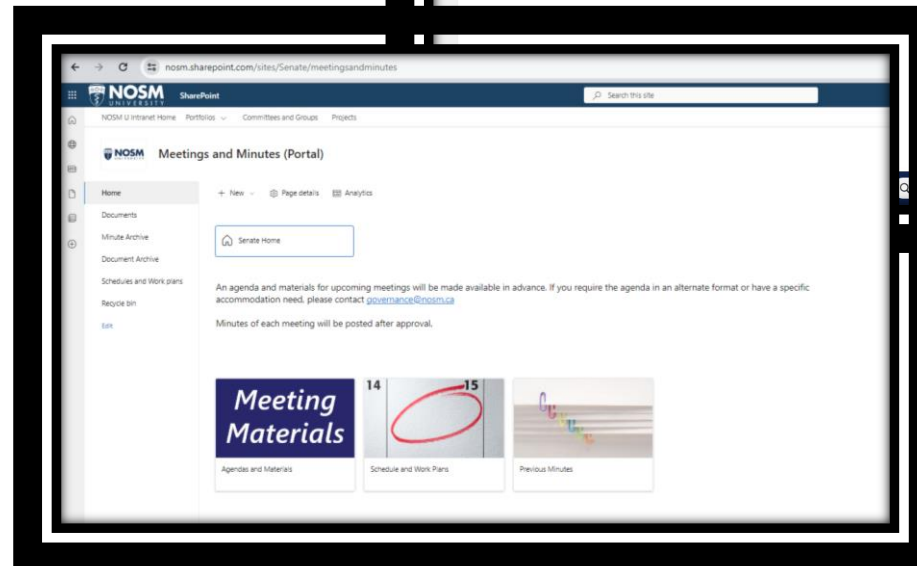 nosm.sharepoint.com/sites/Senate/meetingsandminutes
NOSM
UNIVERSITY
SharePoint
Search this site
NOSM U Intranet Home Portfolios Committees and Groups Projects
NOSM Meetings and Minutes (Portal)
Home
Documents
Minute Archive
Document Archive
Schedules and Work plans
Recycle bin
Edit
+ New Page details Analytics
Senate Home
An agenda and materials for upcoming meetings will be made available in advance. If you require the agenda in an alternate format or have a specific
accommodation need, please contact governance@nosm.ca
Minutes of each meeting will be posted after approval.
Meeting
Materials
Agendas and Materials
14 15
Schedule and Work Plans
Previous Minutes